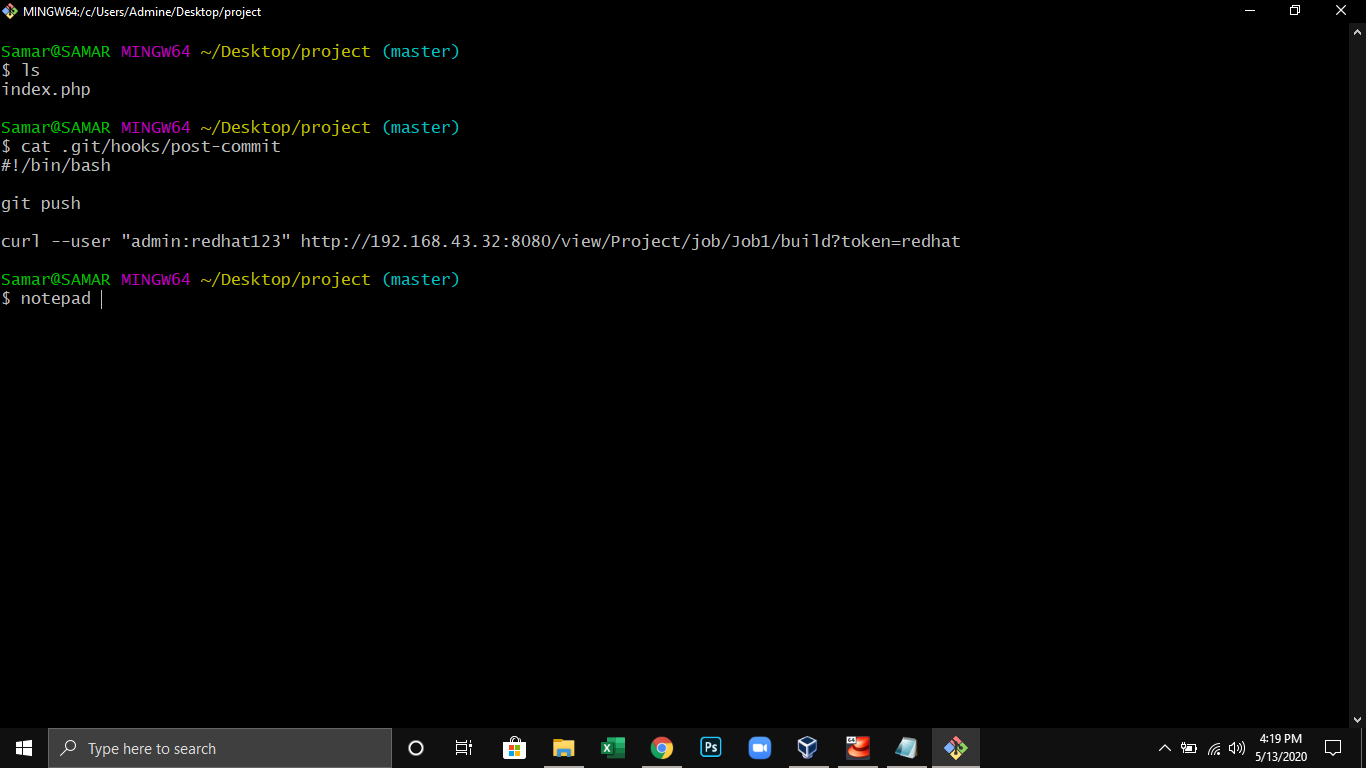 MINGW64:/c/Users/Admine/Desktop/project
Samar@SAMAR MINGW64 ~/Desktop/project (master)
$ ls
index.php
Samar@SAMAR MINGW64 ~/Desktop/project (master)
$ cat .git/hooks/post-commit
#!/bin/bash
git push
curl --user "admin:redhat123" http://192.168.43.32:8080/view/Project/job/Job1/build?token=redhat
Samar@SAMAR MINGW64 ~/Desktop/project (master)
$ notepad
Type here to search
Ps
64
4:19 PM
5/13/2020